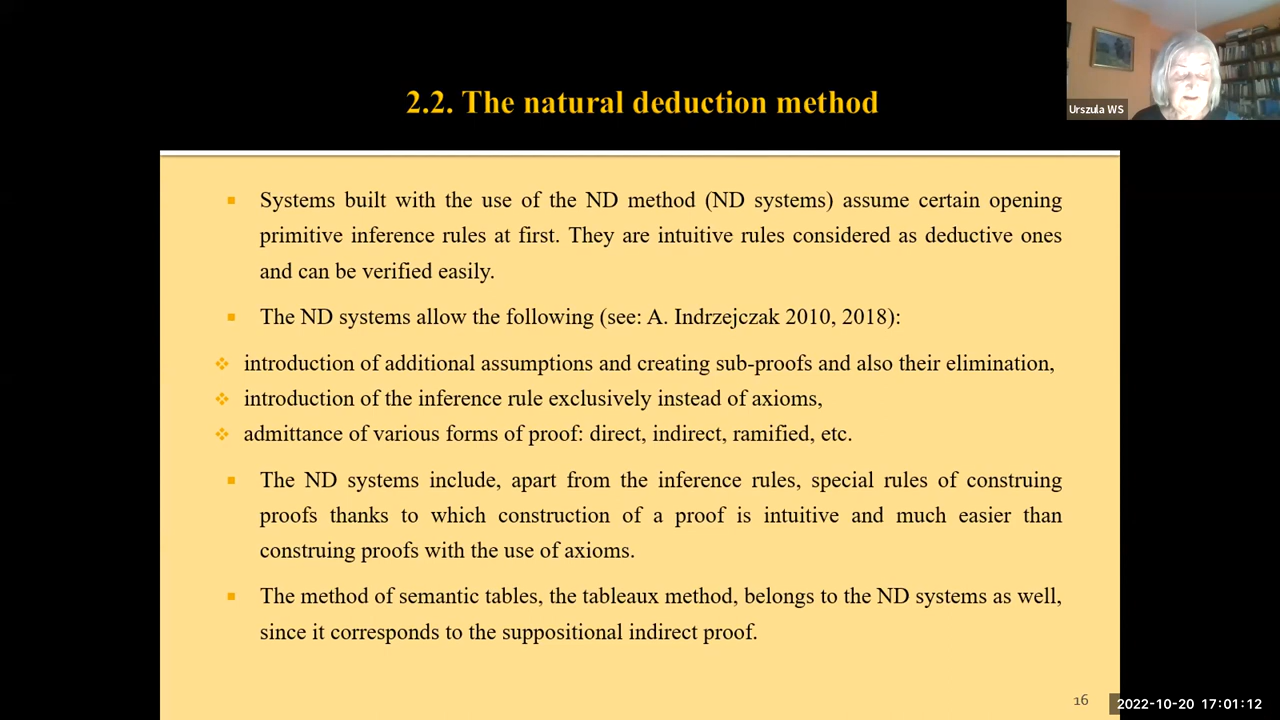 2.2. The natural deduction method
Urszula WS
Systems built with the use of the ND method (ND systems) assume certain opening
primitive inference rules at first. They are intuitive rules considered as deductive ones
and can be verified easily.
The ND systems allow the following (see: A. Indrzejczak 2010, 2018):
introduction of additional assumptions and creating sub-proofs and also their elimination,
introduction of the inference rule exclusively instead of axioms,
admittance of various forms of proof: direct, indirect, ramified, etc.
The ND systems include, apart from the inference rules, special rules of construing
proofs thanks to which construction of a proof is intuitive and much easier than
construing proofs with the use of axioms.
The method of semantic tables, the tableaux method, belongs to the ND systems as well,
since it corresponds to the suppositional indirect proof.
16
2022-10-20 17:01:12